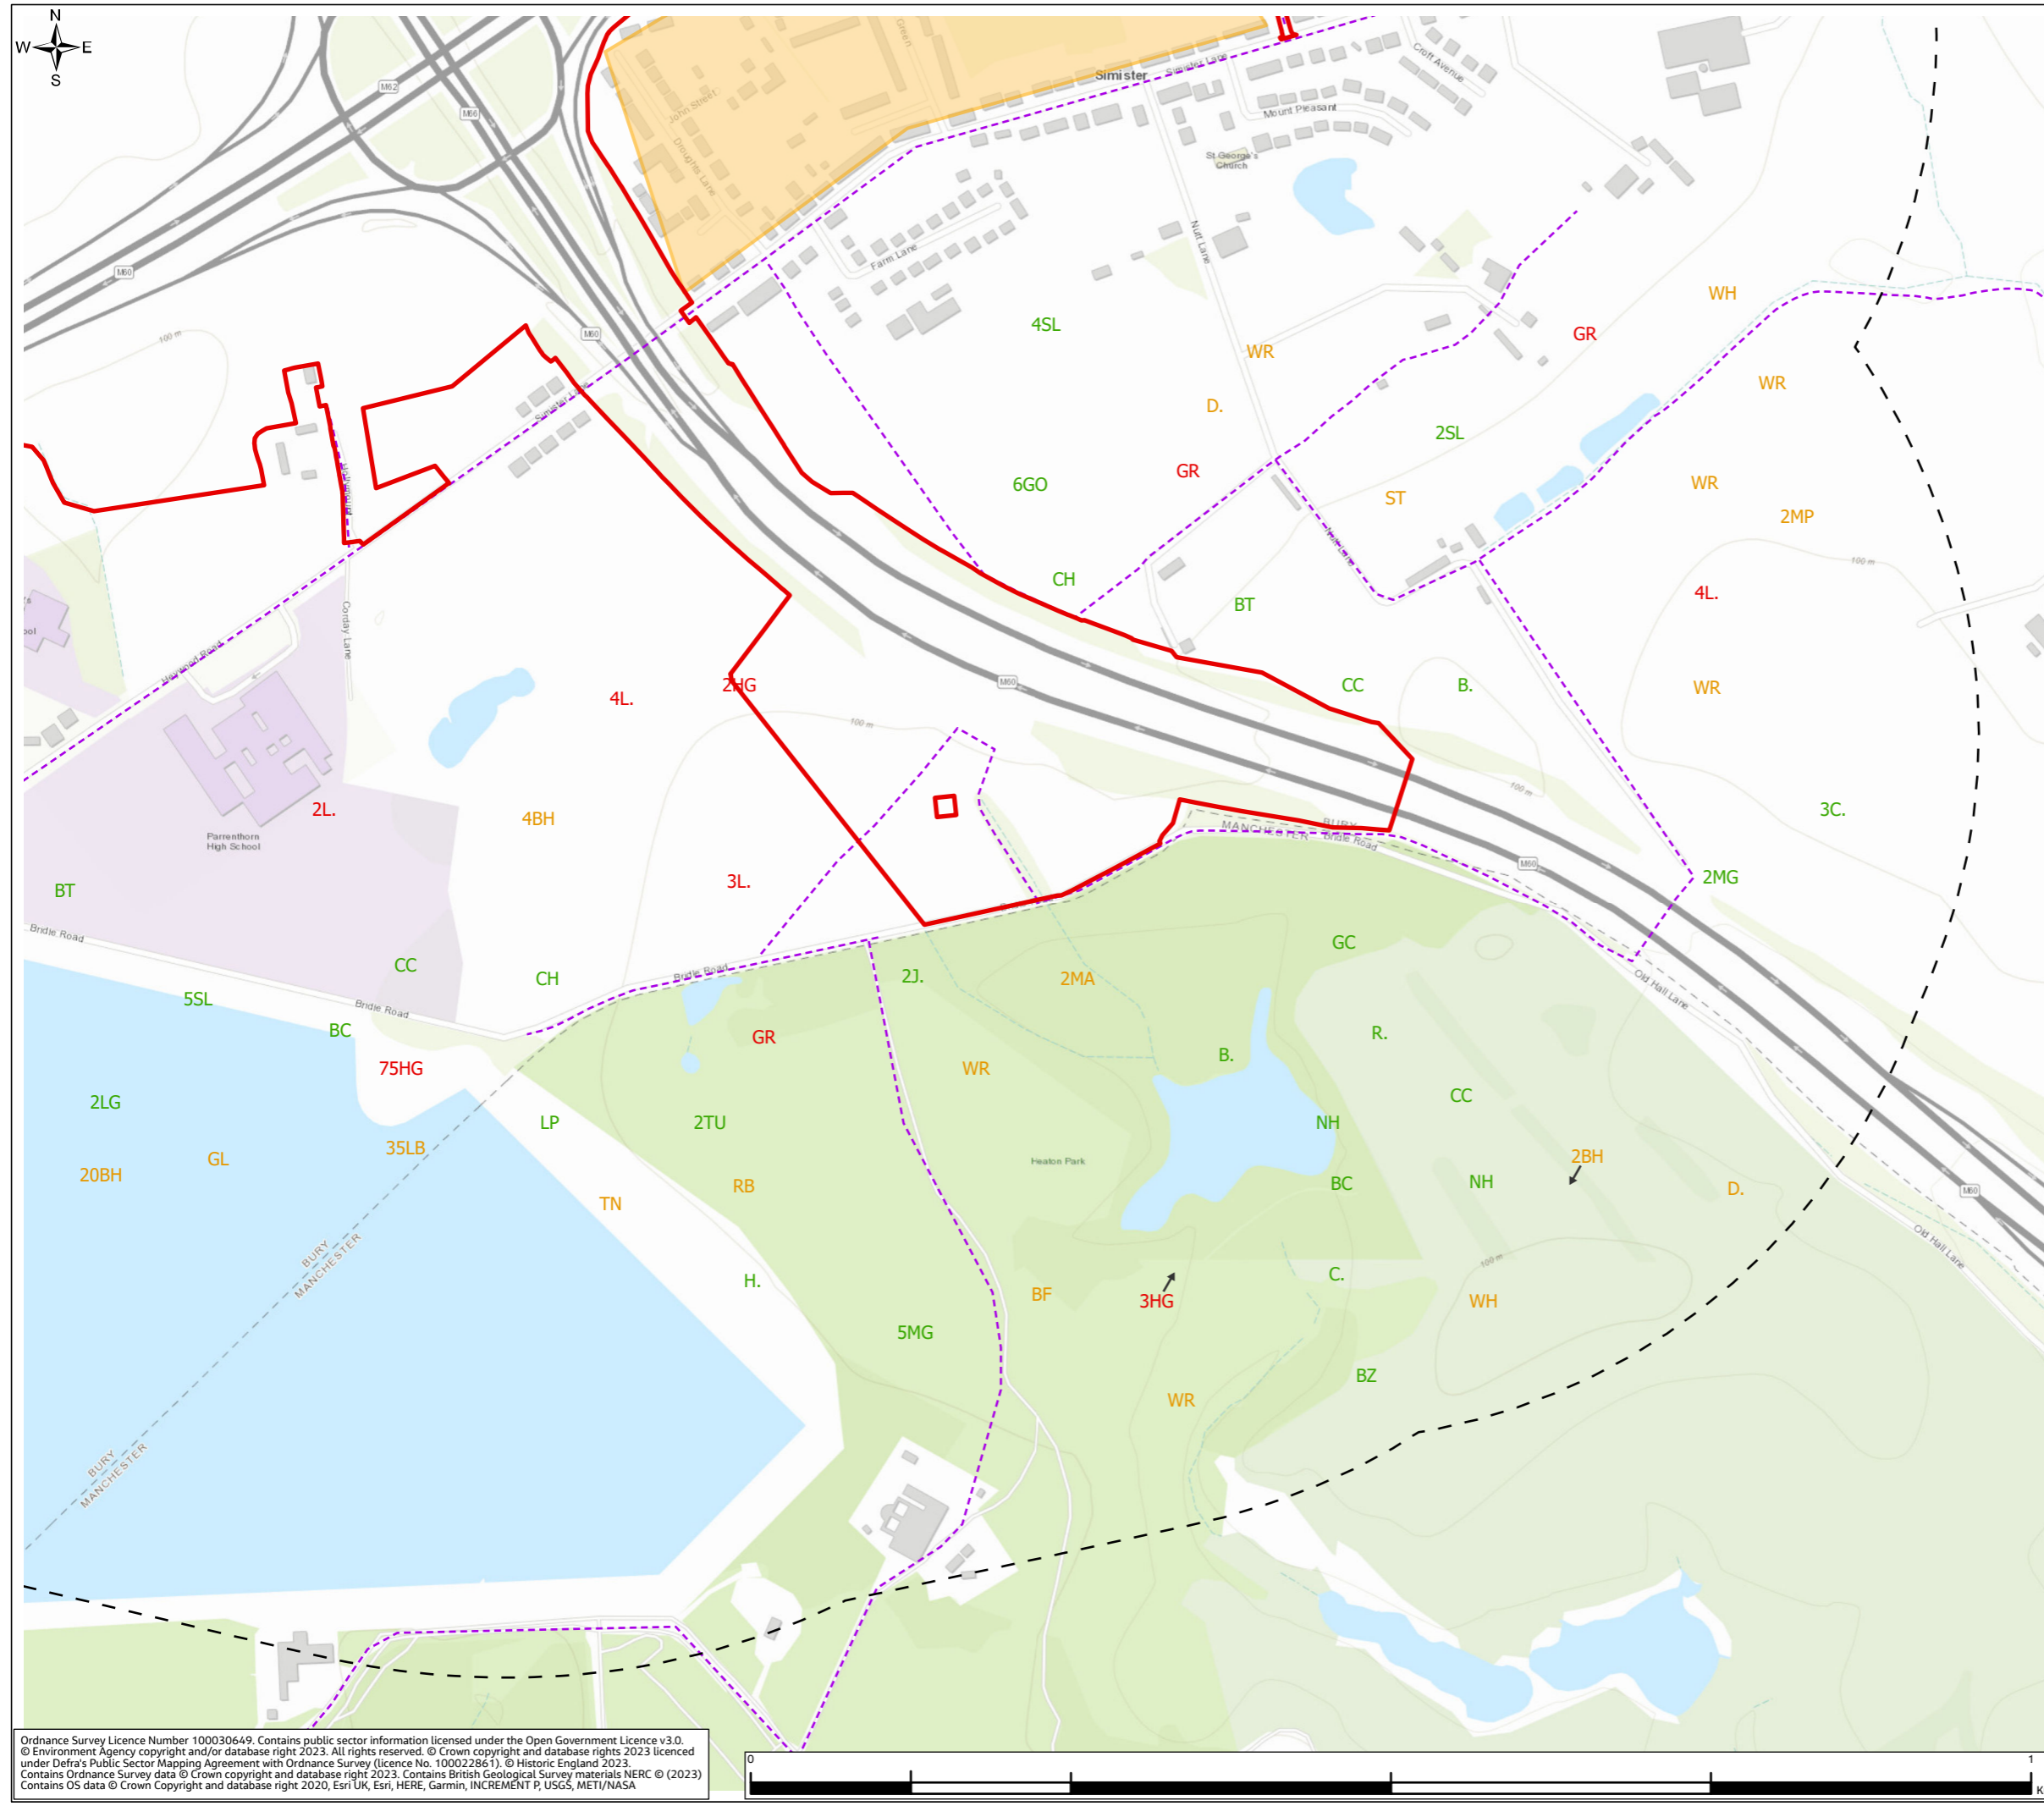 N
W E
S
Green
Croft Avenue
Simister
Simister Lane
M62
M66
John Street
Mount Pleasant
Droughts Lane
St George's
Church
Nutt Lane
Farm Lane
M60
WH
4SL
GR
M60
100 m
WR
WR
D.
Simister Lane
2SL
GR
WR
6GO
ST
2MP
Nutt Lane
100 m
CH
4L.
BT
ool
Corday Lane
Heywood Road
M60
CC
B.
WR
4L.
2HG
100 m
100 m
2L.
4BH
3C.
BURY
MANCHESTER
Bridle Road
Parrenthorn
High School
M60
3L.
2MG
BT
Bridle Road
GC
CC
CH
Bridle Road
2J.
2MA
Old Hall Lane
5SL
Bridle Road
BC
GR
R.
B.
75HG
WR
CC
2LG
LP
2TU
NH
35LB
GL
Heaton Park
2BH
20BH
RB
BC
NH
D.
M60
TN
BURY
MANCHESTER
Old Hall Lane
H.
C.
100 m
BF
3HG
WH
5MG
BZ
WR
BURY
MANCHESTER
Ordnance Survey Licence Number 100030649. Contains public sector information licensed under the Open Government Licence v3.0.
© Environment Agency copyright and/or database right 2023. All rights reserved. © Crown copyright and database rights 2023 licenced
under Defra's Public Sector Mapping Agreement with Ordnance Survey (licence No. 100022861). © Historic England 2023.
Contains Ordnance Survey data © Crown copyright and database right 2023. Contains British Geological Survey materials NERC © (2023)
Contains OS data © Crown Copyright and database right 2020, Esri UK, Esri, HERE, Garmin, INCREMENT P, USGS, METI/NASA
0 1
K